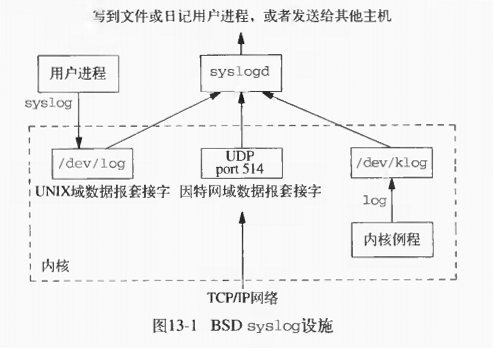 写到文件或日记用户进程，或者发送给其他主机
用户进程
syslogd
syslog
/dev/log
UDP
port 514
/dev/klog
UNIX域数据报套接字
因特网域数据报套接字
log
内核例程
内核
TCP/IP网络
图13-1 BSD syslog设施